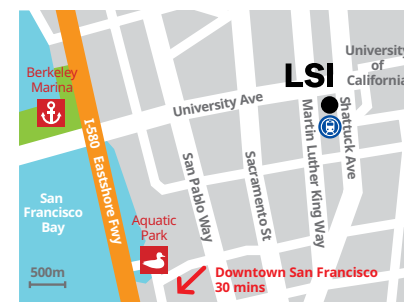 University
of
California
LSI
Berkeley
Marina
University Ave
I-580 Eastshore Fwy
San Pablo Way
Sacramento St
Martin Luther King Way
Shattuck Ave
San
Francisco
Bay
Aquatic
Park
500m
Downtown San Francisco
30 mins